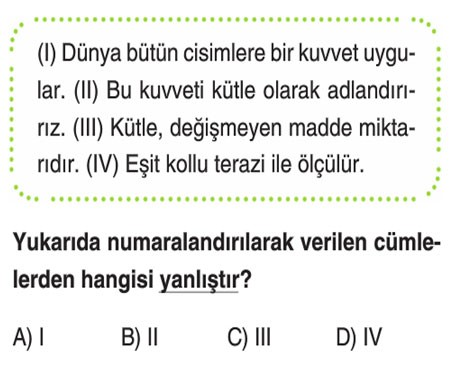 (I) Dünya bütün cisimlere bir kuvvet uygu-
lar. (II) Bu kuvveti kütle olarak adlandırı-
rız. (III) Kütle, değişmeyen madde mikta-
rıdır. (IV) Eşit kollu terazi ile ölçülür.
Yukarıda numaralandırılarak verilen cümle-
lerden hangisi yanlıştır?
A) I B) II C) III D) IV